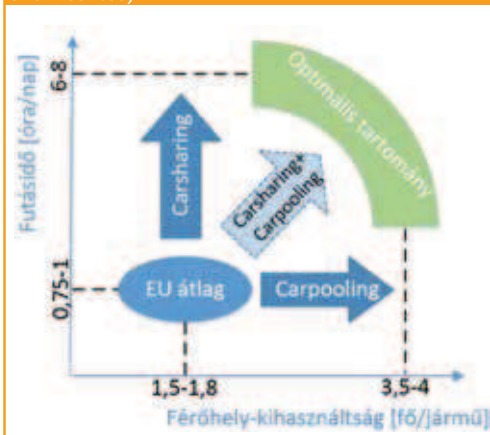 Futásidő [óra/nap]
6-8
0,75-1
Carsharing
Carsharing+
Carpooling
Optimális tartomány
EU átlag
Carpooling
1,5-1,8
3,5-4
Férőhely-kihasználtság [fő/jármű]